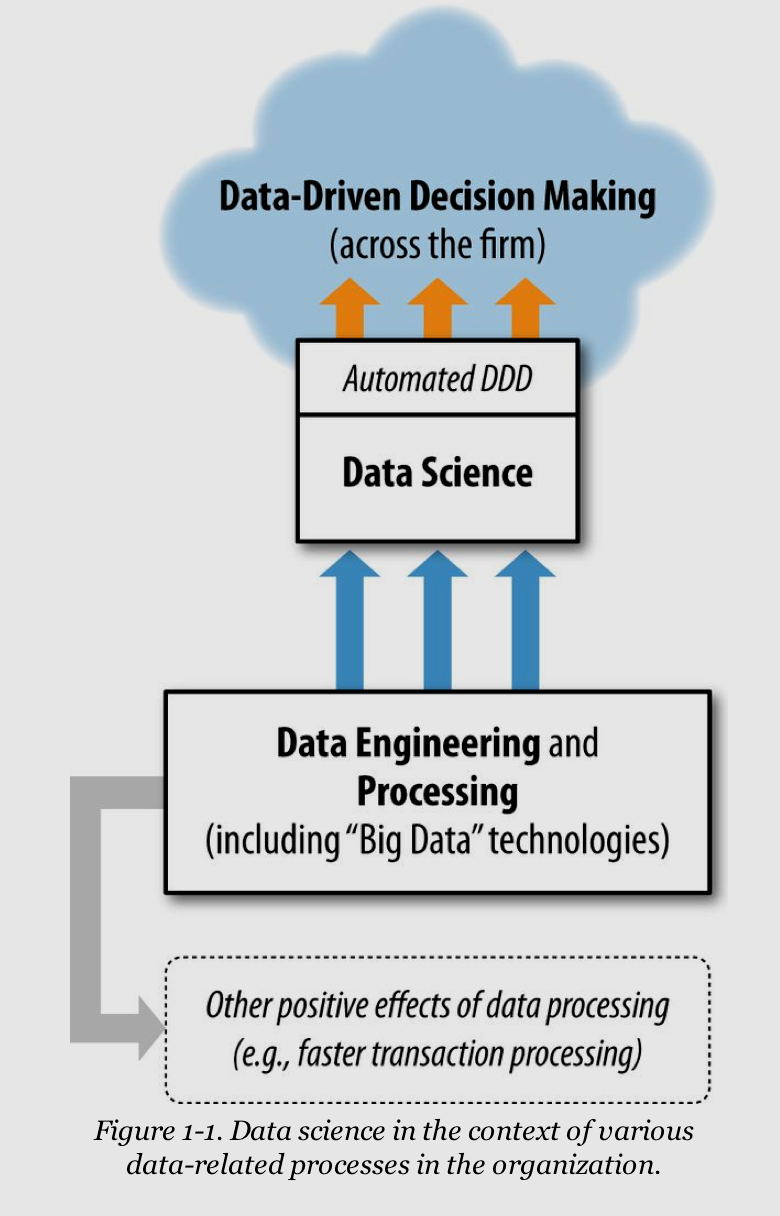 Data-Driven Decision Making
(across the firm)
Automated DDD
Data Science
Data Engineering and
Processing
(including “Big Data” technologies)
Other positive effects of data processing
(e.g., faster transaction processing)
Figure 1-1. Data science in the context of various
data-related processes in the organization.